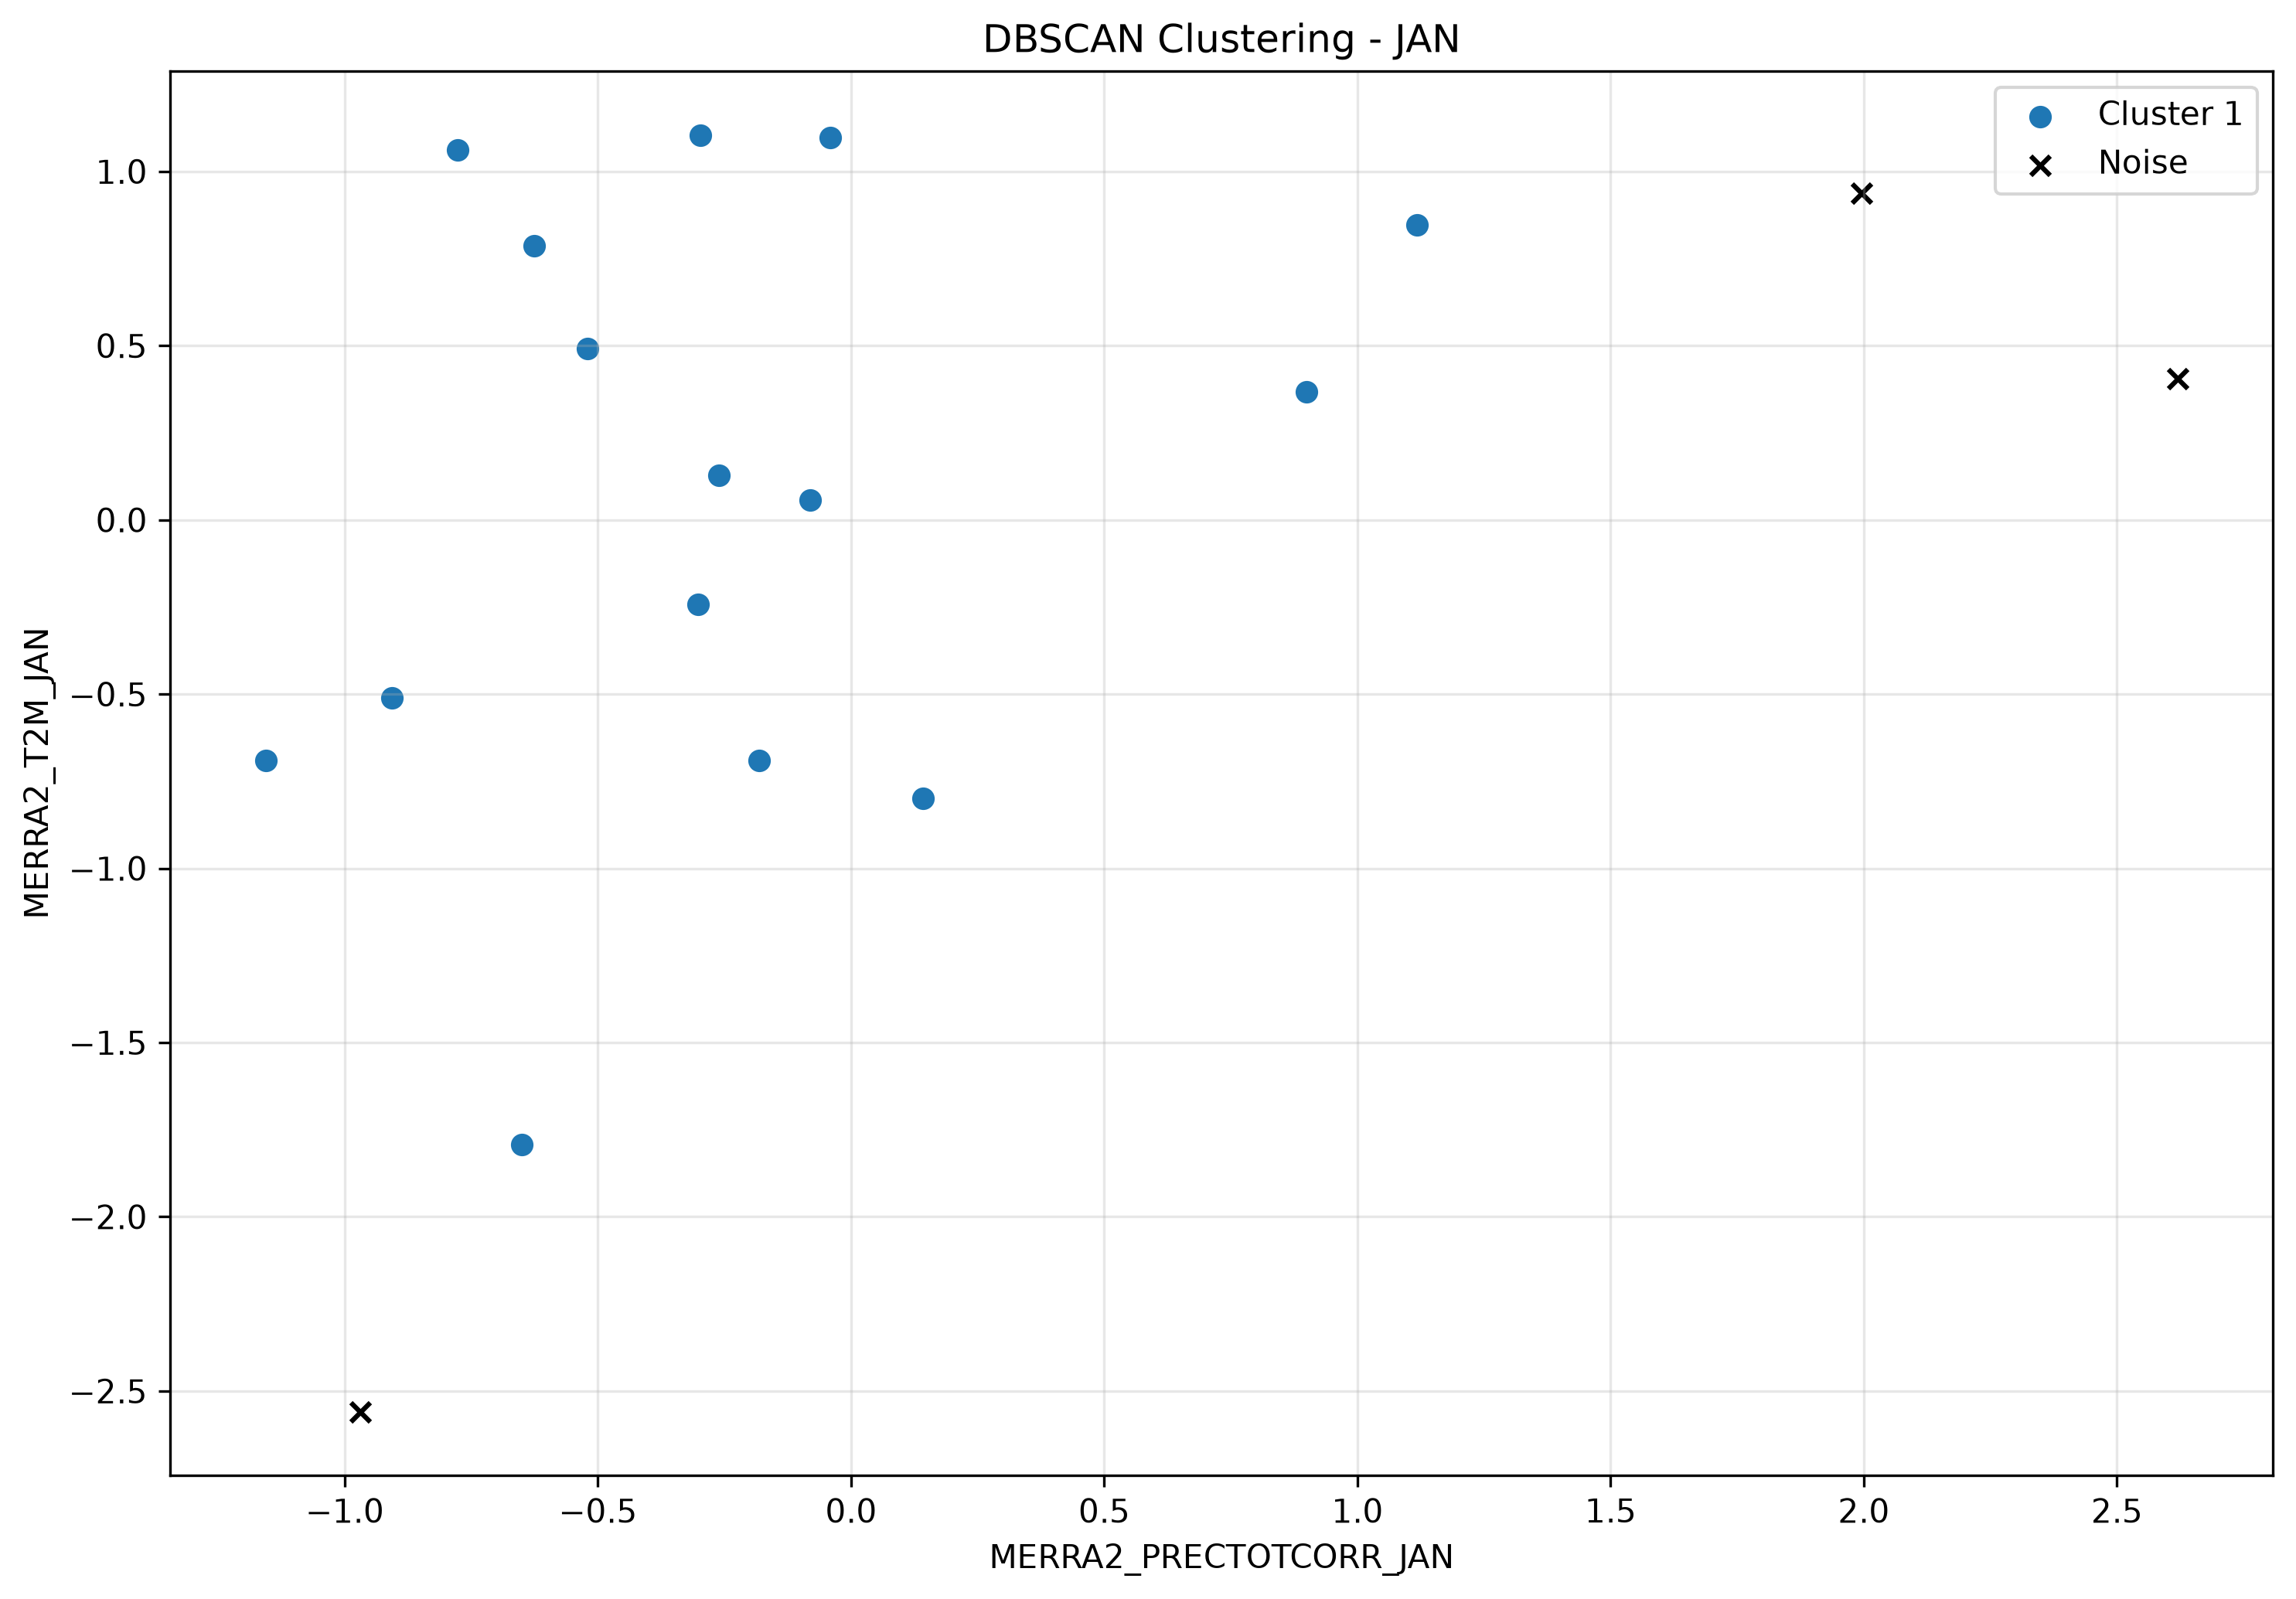 DBSCAN Clustering - JAN
Cluster 1
Noise
MERRA2_T2M_JAN
1.0
0.5
0.0
−0.5
−1.0
−1.5
−2.0
−2.5
−1.0 −0.5 0.0 0.5 1.0 1.5 2.0 2.5
MERRA2_PRECTOTCORR_JAN